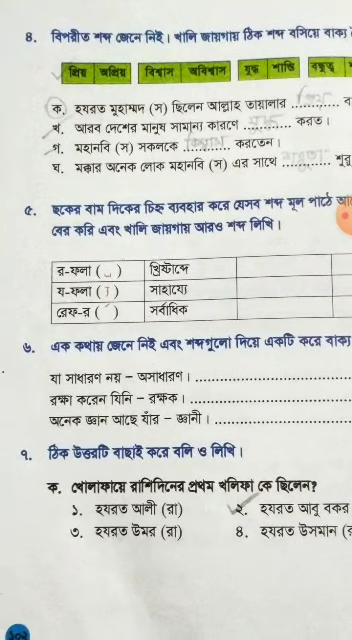 ৪. বিপরীত শব্দ জেনে নিই। খালি জায়গায় ঠিক শব্দ বসিয়ে বাক্য
প্রিয় অপ্রিয় বিশ্বাস অবিশ্বাস যুদ্ধ শান্তি বন্ধুত্ব
ক. হযরত মুহাম্মদ (স) ছিলেন আল্লাহ তায়ালার ...........
খ. আরব দেশের মানুষ সামান্য কারণে ........... করত।
গ. মহানবি (স) সকলকে ........... করতেন।
ঘ. মক্কার অনেক লোক মহানবি (স) এর সাথে ........... শত্রু
৫. ছকের বাম দিকের চিহ্ন ব্যবহার করে যেসব শব্দ মূল পাঠে
বের করি এবং খালি জায়গায় আরও শব্দ লিখি।
র-ফলা ( ্র ) খ্রিষ্টাব্দে
য-ফলা ( ্য ) সাহায্যে
রেফ-র ( র্ ) সর্বাধিক
৬. এক কথায় জেনে নিই এবং শব্দগুলো দিয়ে একটি করে বাক্য
যা সাধারণ নয় – অসাধারণ। ...........
রক্ষা করেন যিনি – রক্ষক। ...........
অনেক জ্ঞান আছে যাঁর – জ্ঞানী। ...........
৭. ঠিক উত্তরটি বাছাই করে বলি ও লিখি।
ক. খোলাফায়ে রাশিদিনের প্রথম খলিফা কে ছিলেন?
১. হযরত আলী (রা) ২. হযরত আবু বকর
৩. হযরত উমর (রা) ৪. হযরত উসমান (র
১০২